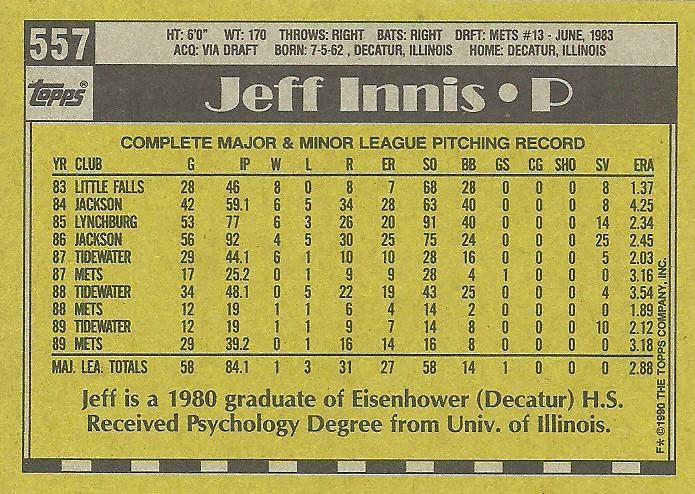 557
HT: 6'0" WT: 170 THROWS: RIGHT BATS: RIGHT DRFT: METS #13 - JUNE, 1983
ACQ: VIA DRAFT BORN: 7-5-62, DECATUR, ILLINOIS HOME: DECATUR, ILLINOIS
Topps®
Jeff Innis • P
COMPLETE MAJOR & MINOR LEAGUE PITCHING RECORD
YR CLUB G IP W L R ER SO BB GS CG SHO SV ERA
83 LITTLE FALLS 28 46 8 0 8 7 68 28 0 0 0 8 1.37
84 JACKSON 42 59.1 6 5 34 28 63 40 0 0 0 8 4.25
85 LYNCHBURG 53 77 6 3 26 20 91 40 0 0 0 14 2.34
86 JACKSON 56 92 4 5 30 25 75 24 0 0 0 25 2.45
87 TIDEWATER 29 44.1 6 1 10 10 28 16 0 0 0 5 2.03
87 METS 17 25.2 0 1 9 9 28 4 1 0 0 0 3.16
88 TIDEWATER 34 48.1 0 5 22 19 43 25 0 0 0 4 3.54
88 METS 12 19 1 1 6 4 14 2 0 0 0 0 1.89
89 TIDEWATER 12 19 1 1 9 7 14 8 0 0 0 10 2.12
89 METS 29 39.2 0 1 16 14 16 8 0 0 0 0 3.18
MAJ. LEA. TOTALS 58 84.1 1 3 31 27 58 14 1 0 0 0 2.88
Jeff is a 1980 graduate of Eisenhower (Decatur) H.S.
Received Psychology Degree from Univ. of Illinois.
F* ©1990 THE TOPPS COMPANY, INC.